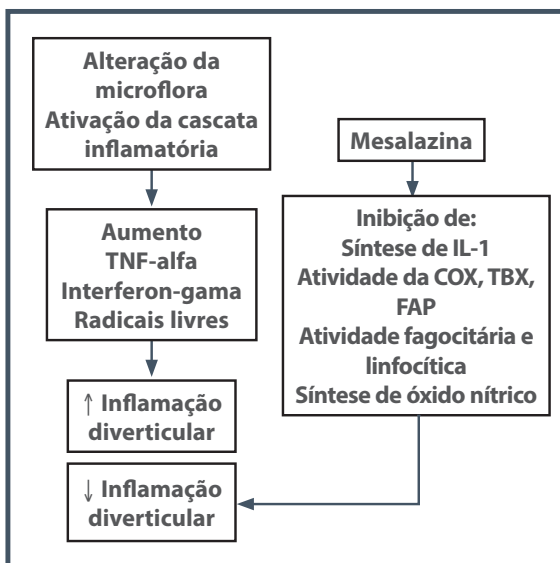 Alteração da
microflora
Ativação da cascata
inflamatória
Mesalazina
Aumento
TNF-alfa
Interferon-gama
Radicais livres
Inibição de:
Síntese de IL-1
Atividade da COX, TBX,
FAP
Atividade fagocitária e
linfocítica
Síntese de óxido nítrico
↑ Inflamação
diverticular
↓ Inflamação
diverticular